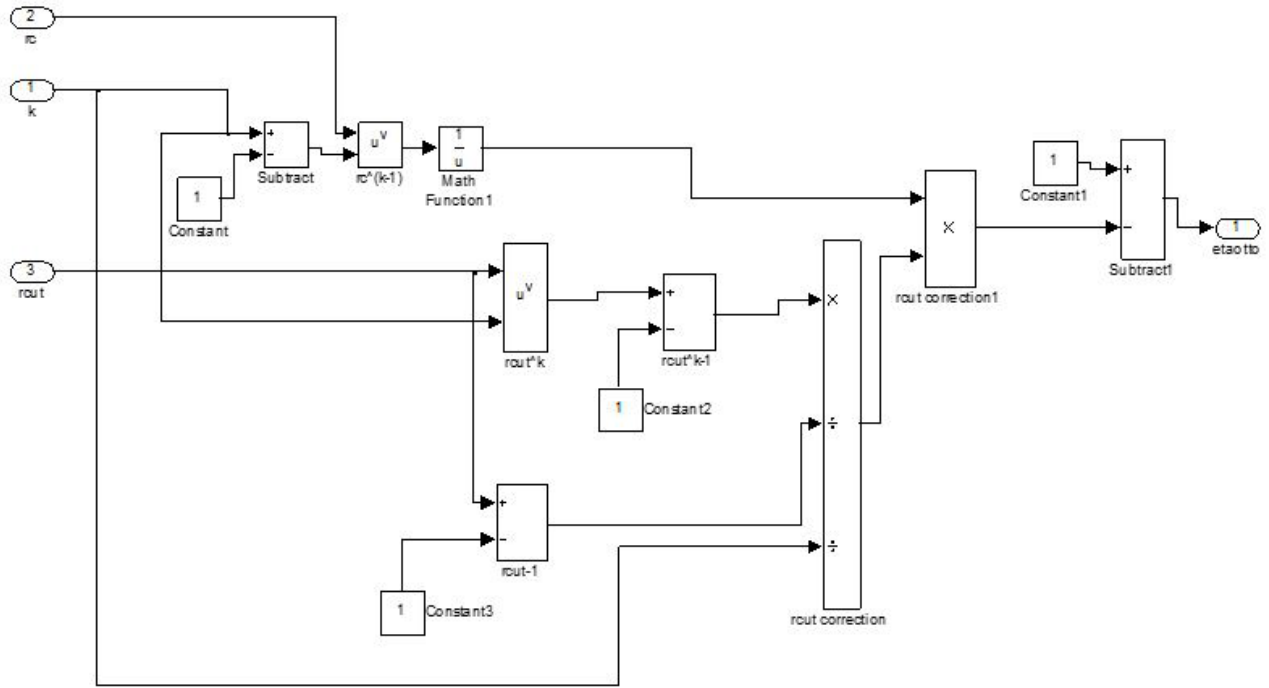 2
rc
1
k
+
−
Subtract
1
Constant
u^v
rc^(k-1)
1
u
Math
Function1
3
rcut
u^v
rcut^k
+
−
rcut^k-1
1
Constant2
+
−
rcut-1
1
Constant3
×
÷
÷
rcut correction
×
rcut correction1
1
Constant1
+
−
Subtract1
1
etaotto